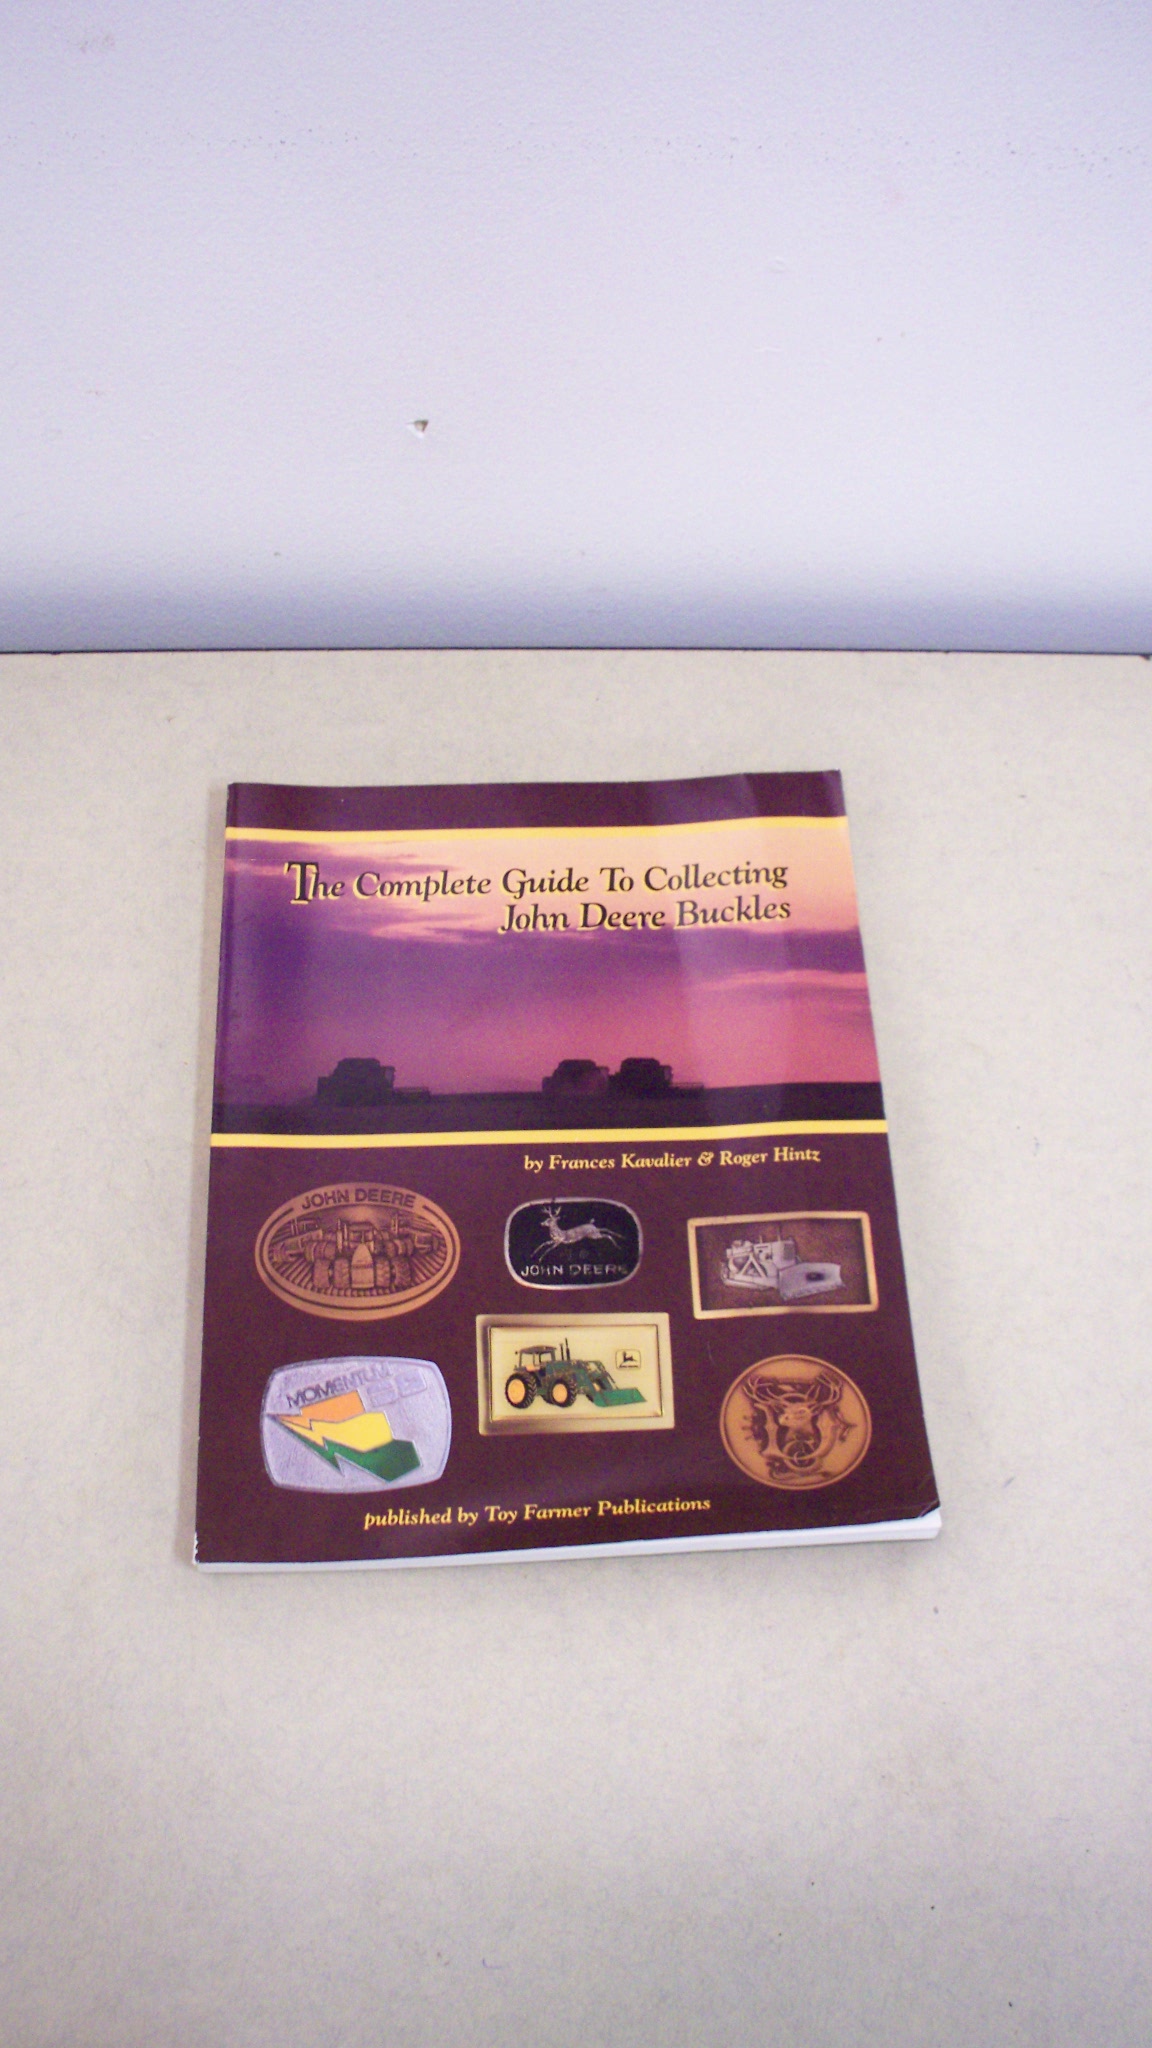 The Complete Guide To Collecting
John Deere Buckles
by Frances Kavalier & Roger Hintz
JOHN DEERE
JOHN DEERE
MOMENTUM
published by Toy Farmer Publications